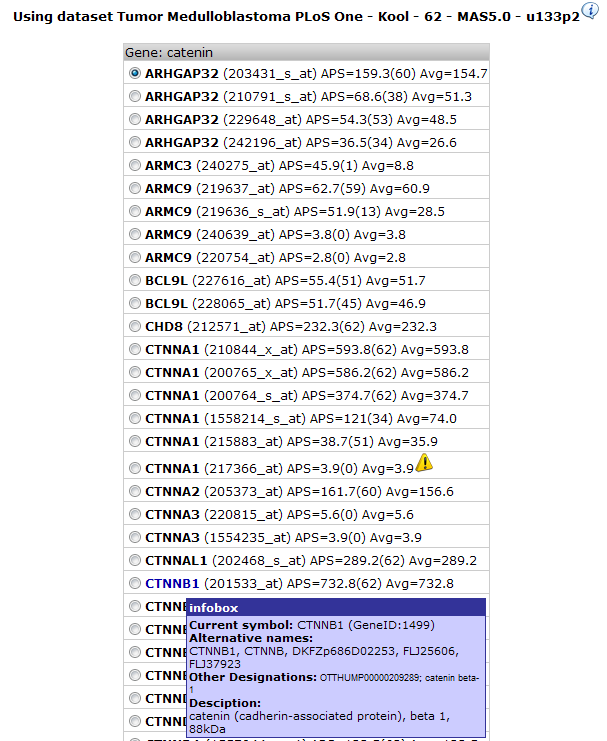 Using dataset Tumor Medulloblastoma PLoS One - Kool - 62 - MAS5.0 - u133p2
Gene: catenin
ARHGAP32 (203431_s_at) APS=159.3(60) Avg=154.7
ARHGAP32 (210791_s_at) APS=68.6(38) Avg=51.3
ARHGAP32 (229648_at) APS=54.3(53) Avg=48.5
ARHGAP32 (242196_at) APS=36.5(34) Avg=26.6
ARMC3 (240275_at) APS=45.9(1) Avg=8.8
ARMC9 (219637_at) APS=62.7(59) Avg=60.9
ARMC9 (219636_s_at) APS=51.9(13) Avg=28.5
ARMC9 (240639_at) APS=3.8(0) Avg=3.8
ARMC9 (220754_at) APS=2.8(0) Avg=2.8
BCL9L (227616_at) APS=55.4(51) Avg=51.7
BCL9L (228065_at) APS=51.7(45) Avg=46.9
CHD8 (212571_at) APS=232.3(62) Avg=232.3
CTNNA1 (210844_x_at) APS=593.8(62) Avg=593.8
CTNNA1 (200765_x_at) APS=586.2(62) Avg=586.2
CTNNA1 (200764_s_at) APS=374.7(62) Avg=374.7
CTNNA1 (1558214_s_at) APS=121(34) Avg=74.0
CTNNA1 (215883_at) APS=38.7(51) Avg=35.9
CTNNA1 (217366_at) APS=3.9(0) Avg=3.9
CTNNA2 (205373_at) APS=161.7(60) Avg=156.6
CTNNA3 (220815_at) APS=5.6(0) Avg=5.6
CTNNA3 (1554235_at) APS=3.9(0) Avg=3.9
CTNNAL1 (202468_s_at) APS=289.2(62) Avg=289.2
CTNNB1 (201533_at) APS=732.8(62) Avg=732.8
infobox
Current symbol: CTNNB1 (GeneID:1499)
Alternative names:
CTNNB1, CTNNB, DKFZp686D02253, FLJ25606,
FLJ37923
Other Designations: OTTHUMP00000209289; catenin beta-
1
Desciption:
catenin (cadherin-associated protein), beta 1,
88kDa